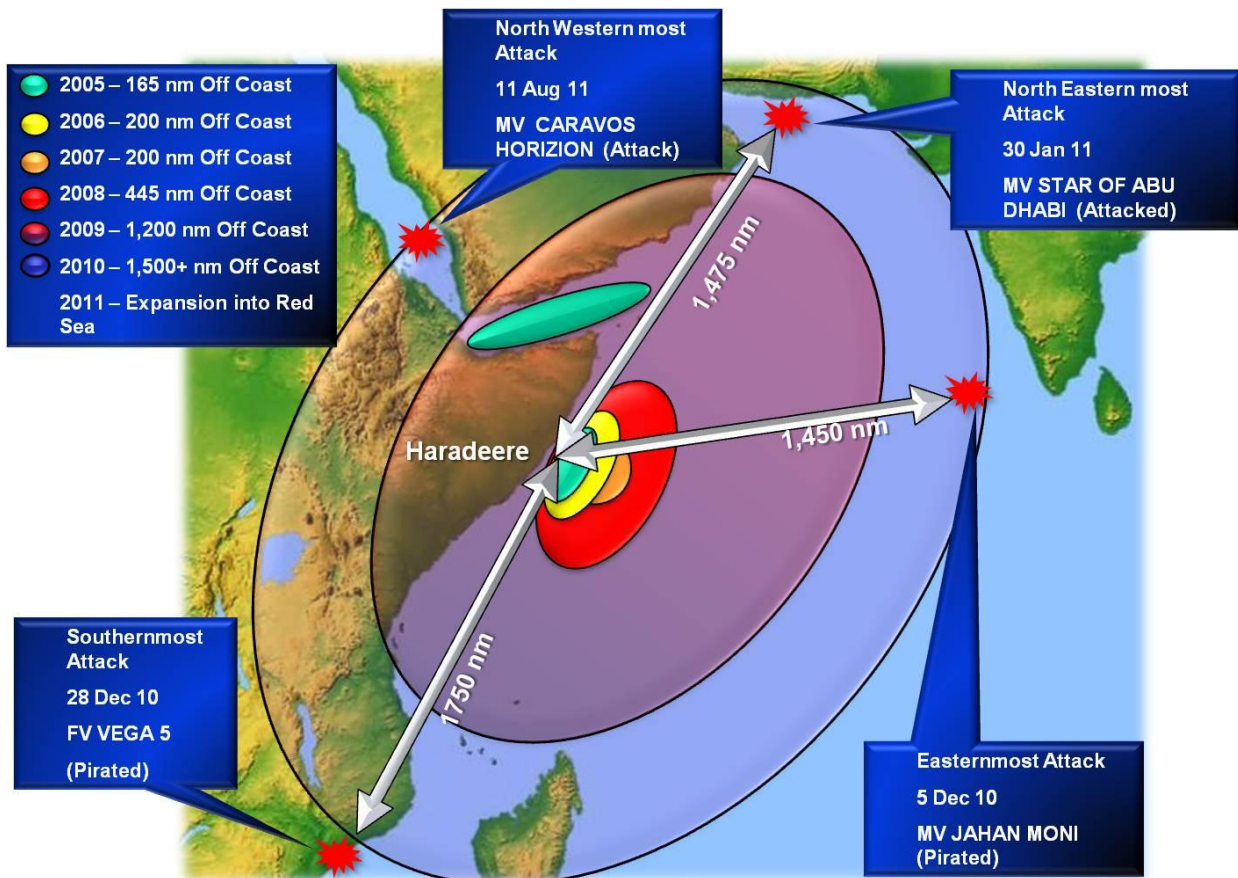 2005 – 165 nm Off Coast
2006 – 200 nm Off Coast
2007 – 200 nm Off Coast
2008 – 445 nm Off Coast
2009 – 1,200 nm Off Coast
2010 – 1,500+ nm Off Coast
2011 – Expansion into Red
Sea
North Western most
Attack
11 Aug 11
MV CARAVOS
HORIZION (Attack)
North Eastern most
Attack
30 Jan 11
MV STAR OF ABU
DHABI (Attacked)
1,475 nm
Haradeere
1,450 nm
1750 nm
Southernmost
Attack
28 Dec 10
FV VEGA 5
(Pirated)
Easternmost Attack
5 Dec 10
MV JAHAN MONI
(Pirated)